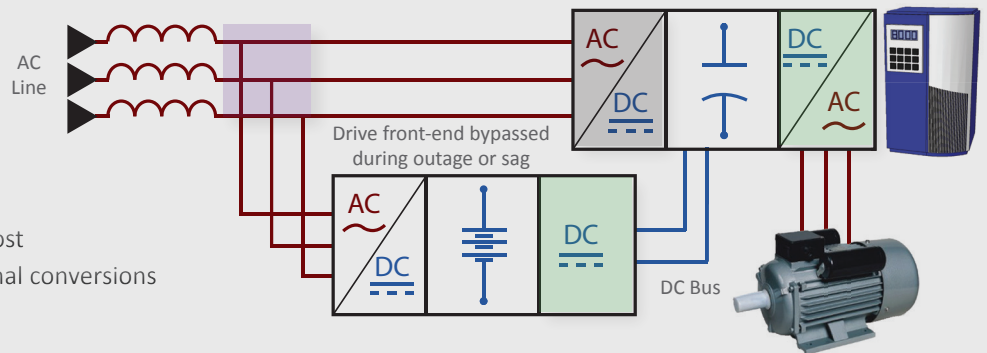 AC
Line
AC
DC
DC
AC
8000
Drive front-end bypassed
during outage or sag
AC
DC
DC
ost
nal conversions
DC Bus